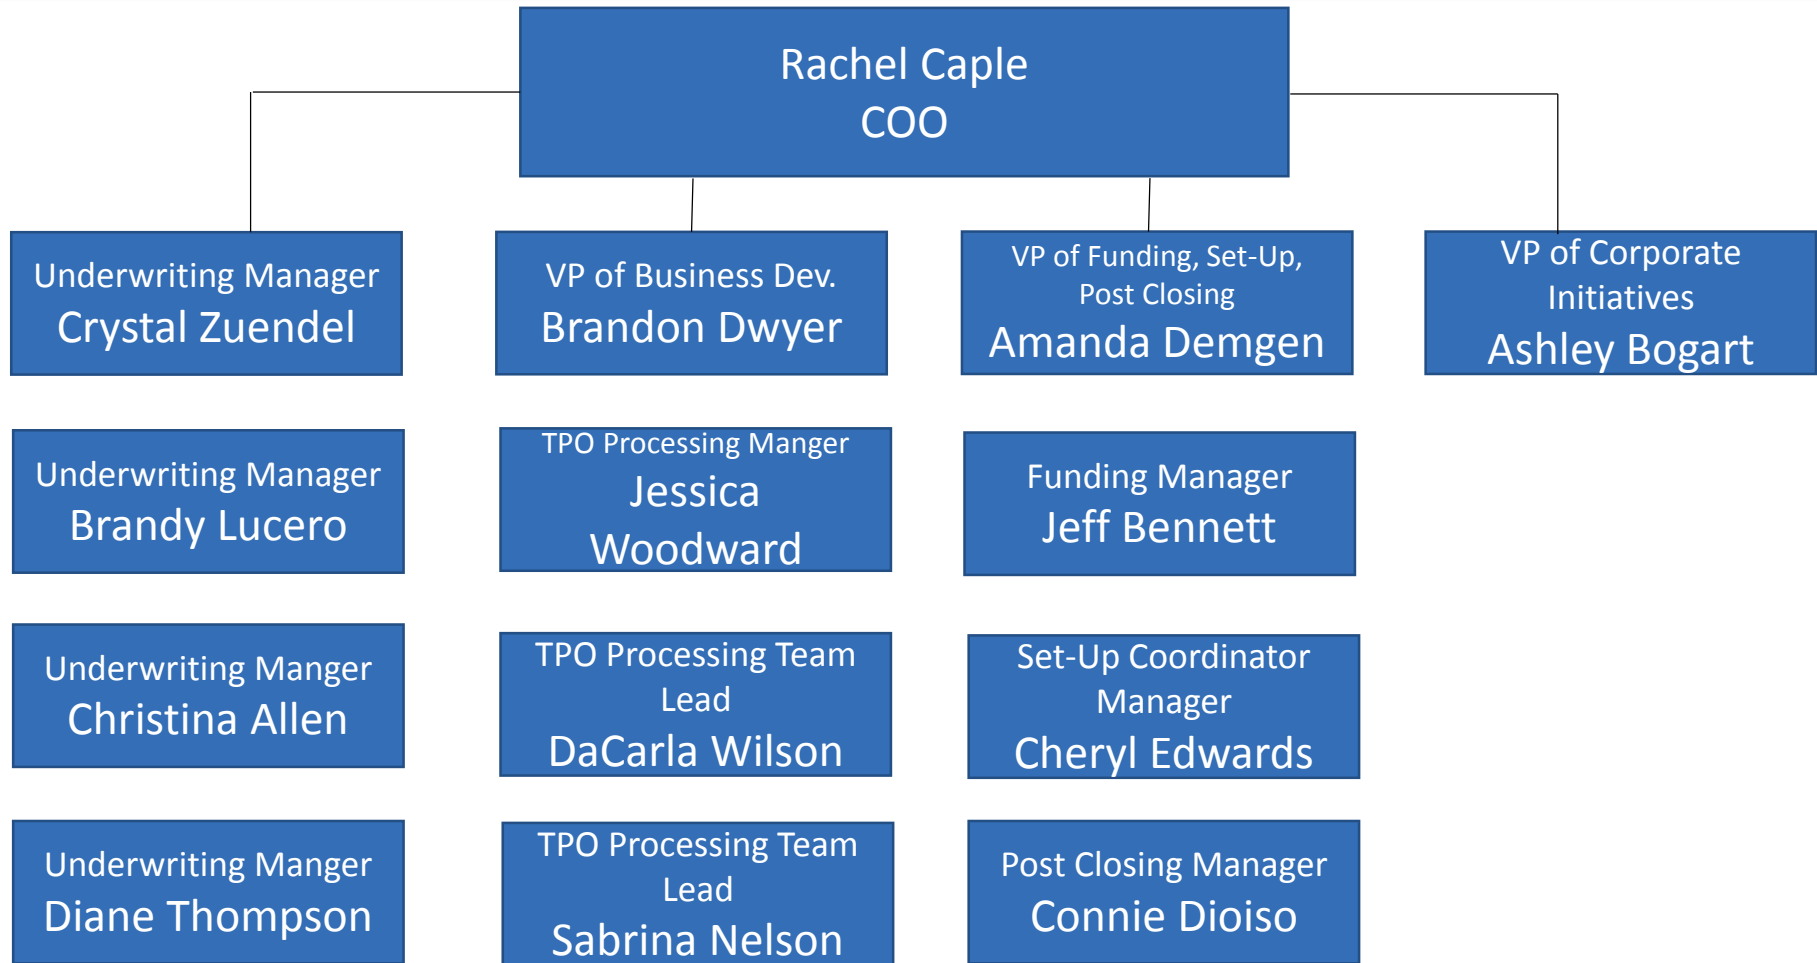 Rachel Caple
COO
Underwriting Manager
Crystal Zuendel
VP of Business Dev.
Brandon Dwyer
VP of Funding, Set-Up,
Post Closing
Amanda Demgen
VP of Corporate
Initiatives
Ashley Bogart
Underwriting Manager
Brandy Lucero
TPO Processing Manger
Jessica
Woodward
Funding Manager
Jeff Bennett
Underwriting Manger
Christina Allen
TPO Processing Team
Lead
DaCarla Wilson
Set-Up Coordinator
Manager
Cheryl Edwards
Underwriting Manger
Diane Thompson
TPO Processing Team
Lead
Sabrina Nelson
Post Closing Manager
Connie Dioiso